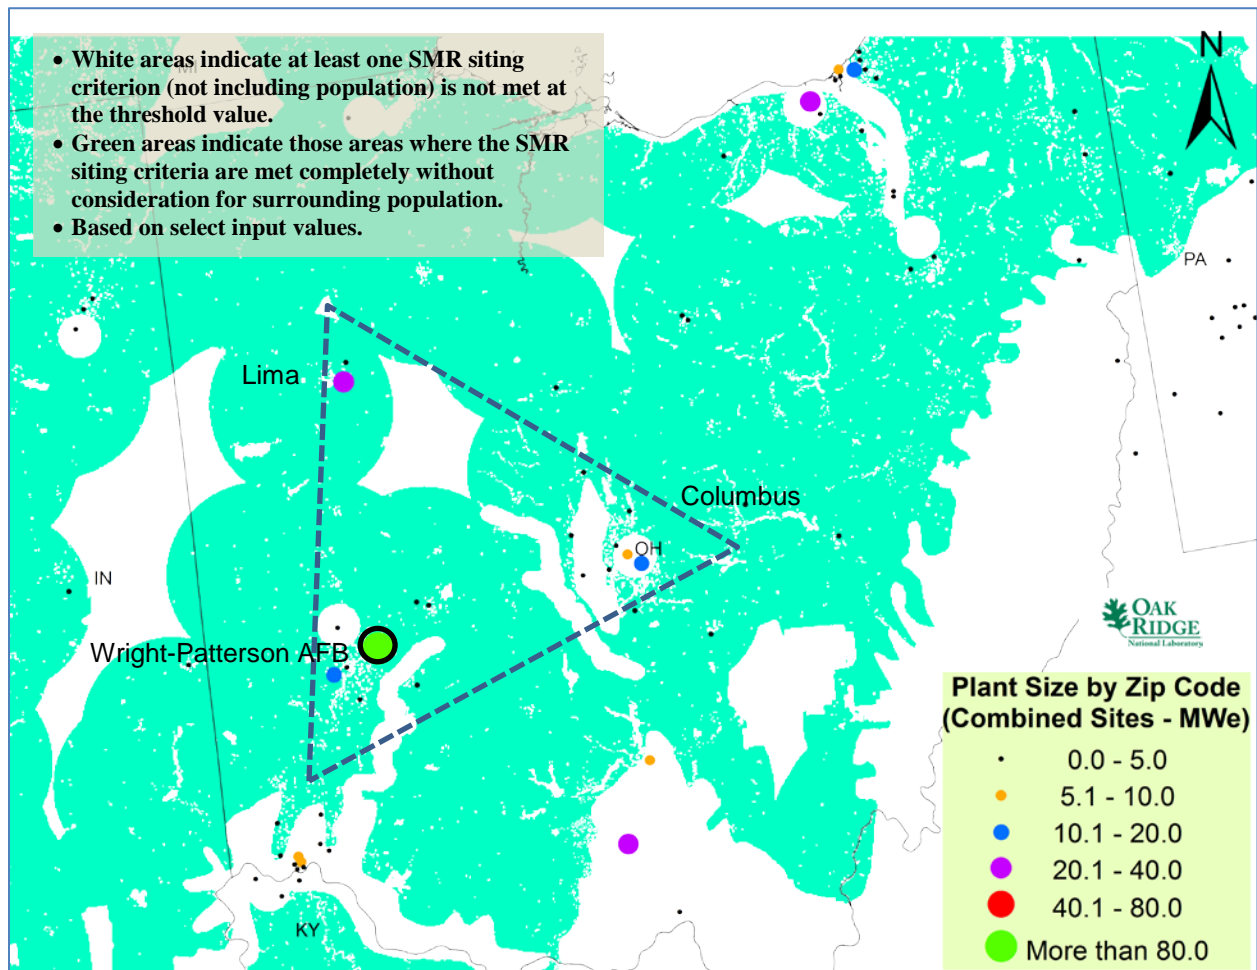 • White areas indicate at least one SMR siting
criterion (not including population) is not met at
the threshold value.
• Green areas indicate those areas where the SMR
siting criteria are met completely without
consideration for surrounding population.
• Based on select input values.
MI
N
PA
Lima
Columbus
OH
IN
Wright-Patterson AFB
OAK
RIDGE
National Laboratory
KY
Plant Size by Zip Code
(Combined Sites - MWe)
0.0 - 5.0
5.1 - 10.0
10.1 - 20.0
20.1 - 40.0
40.1 - 80.0
More than 80.0